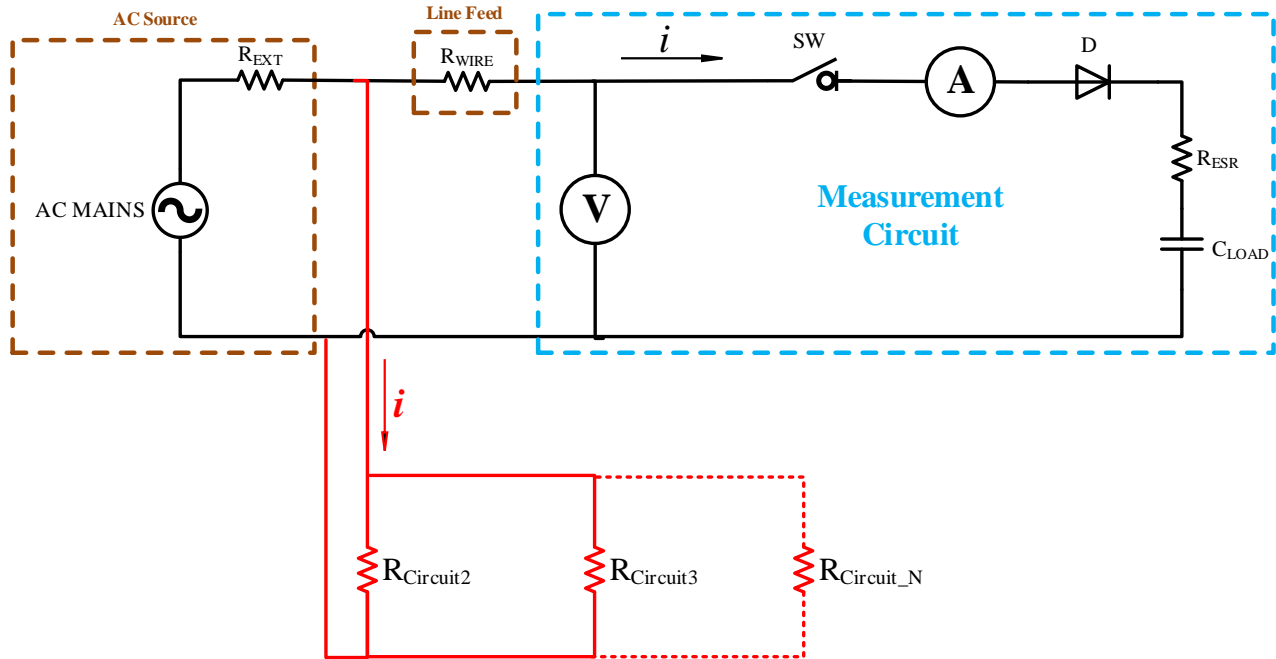 AC Source
Line Feed
R_EXT
R_WIRE
i
SW
A
D
R_ESR
AC MAINS
V
Measurement
Circuit
C_LOAD
i
R_Circuit2
R_Circuit3
R_Circuit_N